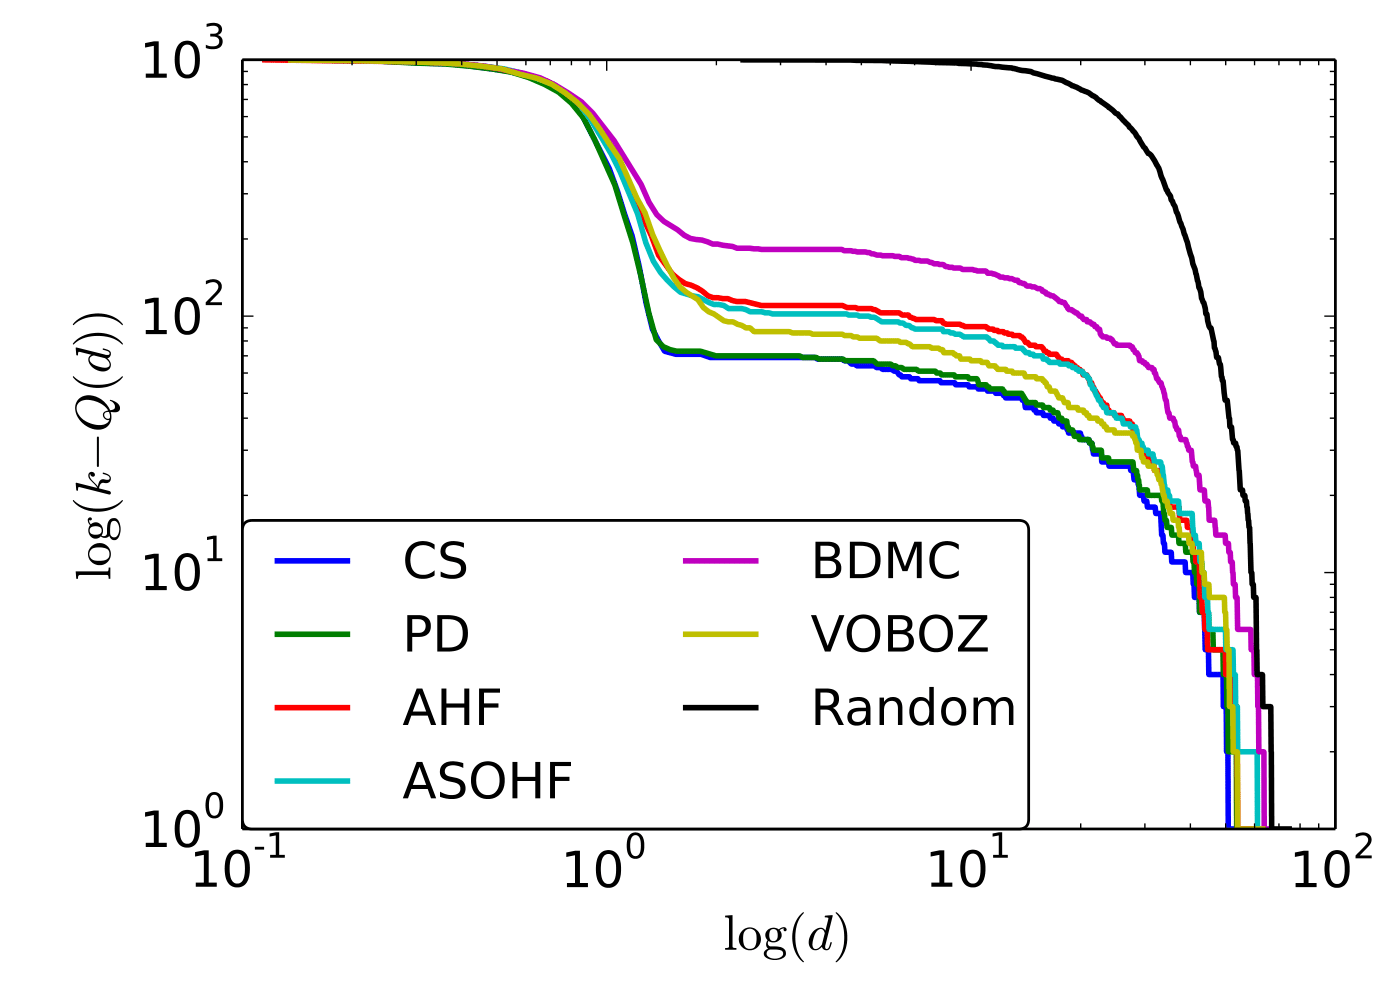 10^3
10^2
10^1
10^0
log(k−Q(d))
CS
PD
AHF
ASOHF
BDMC
VOBOZ
Random
10^-1
10^0
10^1
10^2
log(d)